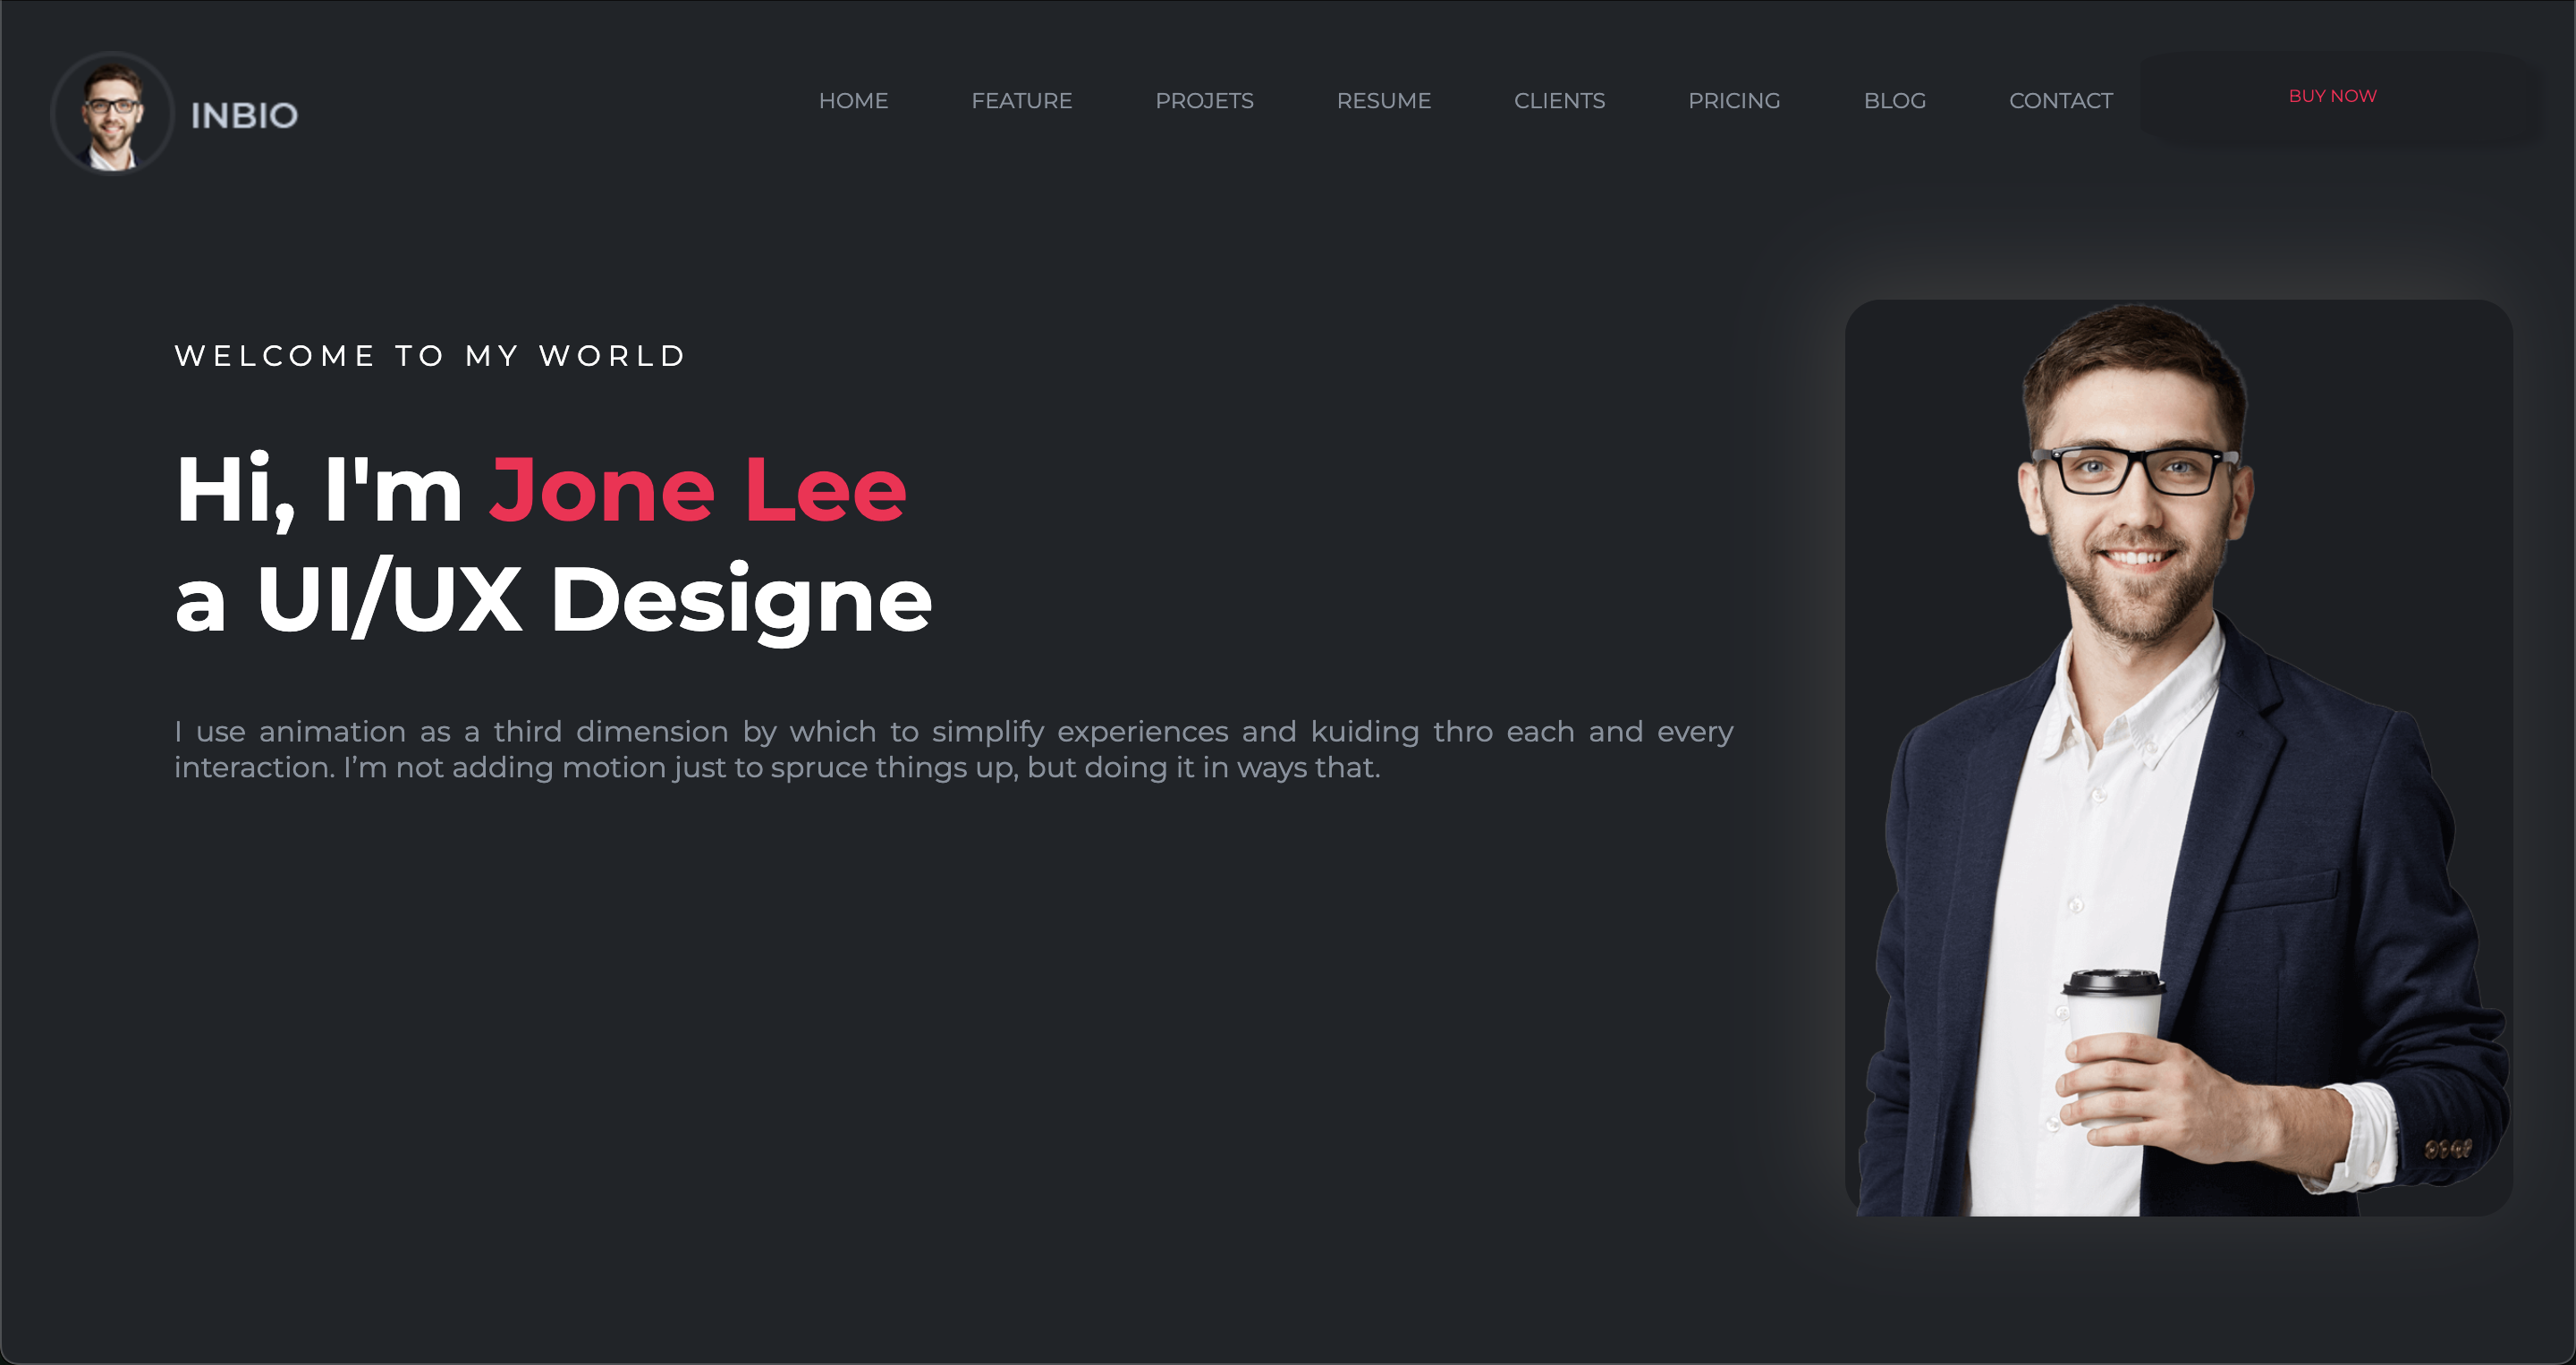 INBIO
HOME FEATURE PROJETS RESUME CLIENTS PRICING BLOG CONTACT BUY NOW
WELCOME TO MY WORLD
Hi, I'm Jone Lee
a UI/UX Designe
I use animation as a third dimension by which to simplify experiences and kuiding thro each and every
interaction. I’m not adding motion just to spruce things up, but doing it in ways that.